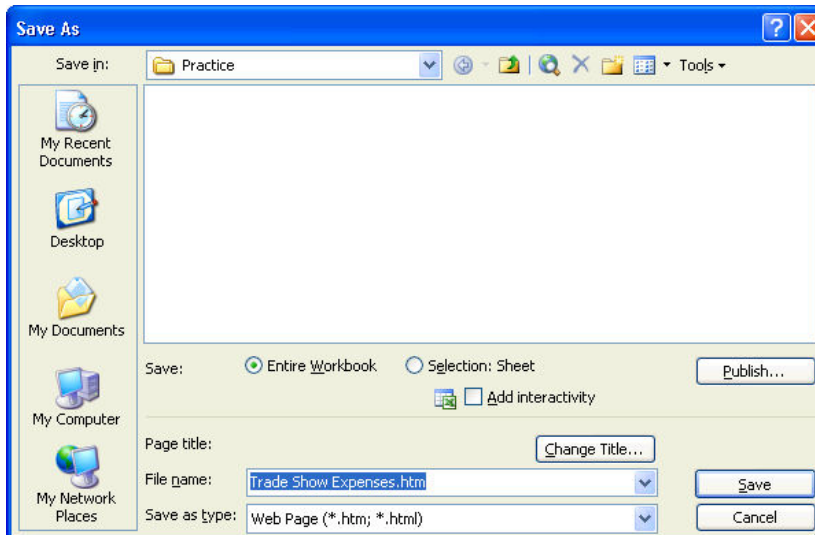 Save As
Save in:
Practice
Tools
My Recent
Documents
Desktop
My Documents
My Computer
My Network
Places
Save:
Entire Workbook
Selection: Sheet
Publish...
Add interactivity
Page title:
Change Title...
File name:
Trade Show Expenses.htm
Save
Save as type:
Web Page (*.htm; *.html)
Cancel